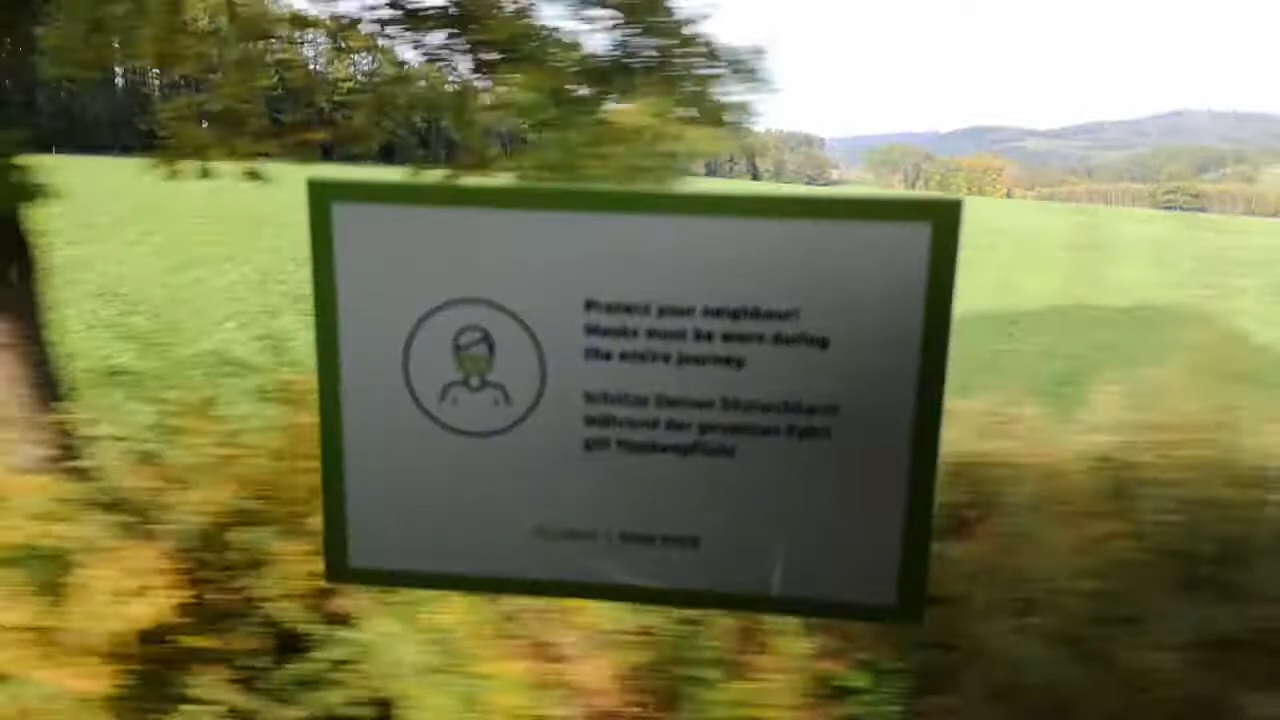 Protect your neighbour!
Masks must be worn during
the entire journey.
Schütze Deinen Sitznachbarn!
Während der gesamten Fahrt
gilt Maskenpflicht!